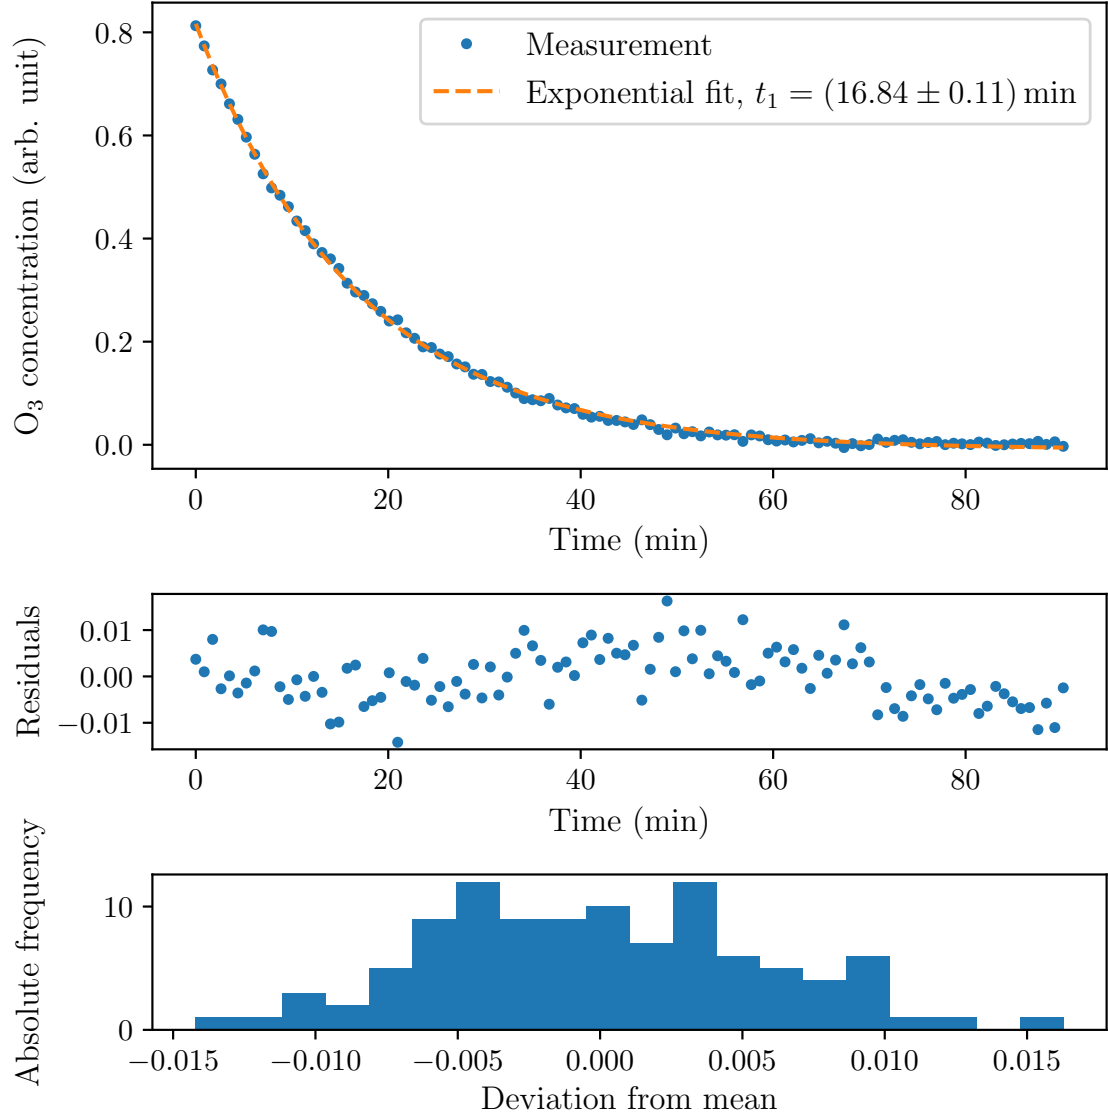 0.8
0.6
0.4
0.2
0.0
O₃ concentration (arb. unit)
Measurement
Exponential fit, t₁ = (16.84 ± 0.11) min
0 20 40 60 80
Time (min)
0.01
0.00
−0.01
Residuals
0 20 40 60 80
Time (min)
10
0
Absolute frequency
−0.015 −0.010 −0.005 0.000 0.005 0.010 0.015
Deviation from mean